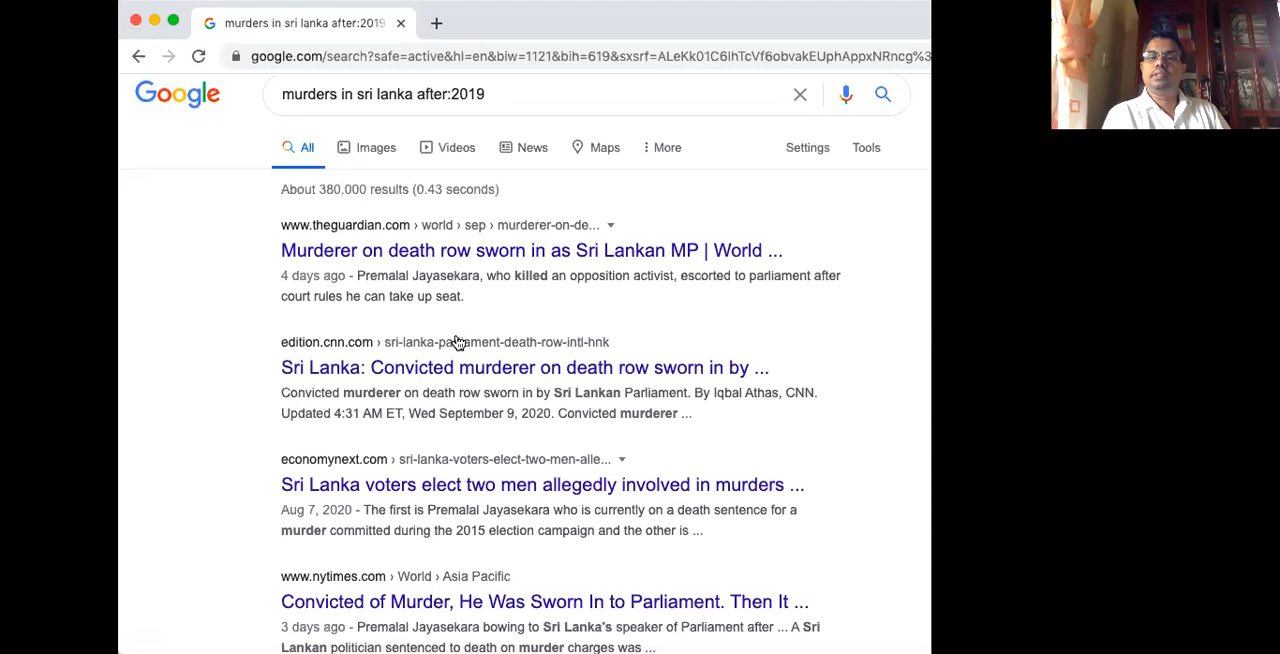 murders in sri lanka after:2019
google.com/search?safe=active&hl=en&biw=1121&bih=619&sxsrf=ALeKk01C6IhTcVf6obvakEUphAppxNRncg%3
Google
murders in sri lanka after:2019
All Images Videos News Maps More Settings Tools
About 380,000 results (0.43 seconds)
www.theguardian.com › world › sep › murderer-on-de...
Murderer on death row sworn in as Sri Lankan MP | World ...
4 days ago - Premalal Jayasekara, who killed an opposition activist, escorted to parliament after
court rules he can take up seat.
edition.cnn.com › sri-lanka-parliament-death-row-intl-hnk
Sri Lanka: Convicted murderer on death row sworn in by ...
Convicted murderer on death row sworn in by Sri Lankan Parliament. By Iqbal Athas, CNN.
Updated 4:31 AM ET, Wed September 9, 2020. Convicted murderer ...
economynext.com › sri-lanka-voters-elect-two-men-alle...
Sri Lanka voters elect two men allegedly involved in murders ...
Aug 7, 2020 - The first is Premalal Jayasekara who is currently on a death sentence for a
murder committed during the 2015 election campaign and the other is ...
www.nytimes.com › World › Asia Pacific
Convicted of Murder, He Was Sworn In to Parliament. Then It ...
3 days ago - Premalal Jayasekara bowing to Sri Lanka's speaker of Parliament after ... A Sri
Lankan politician sentenced to death on murder charges was ...